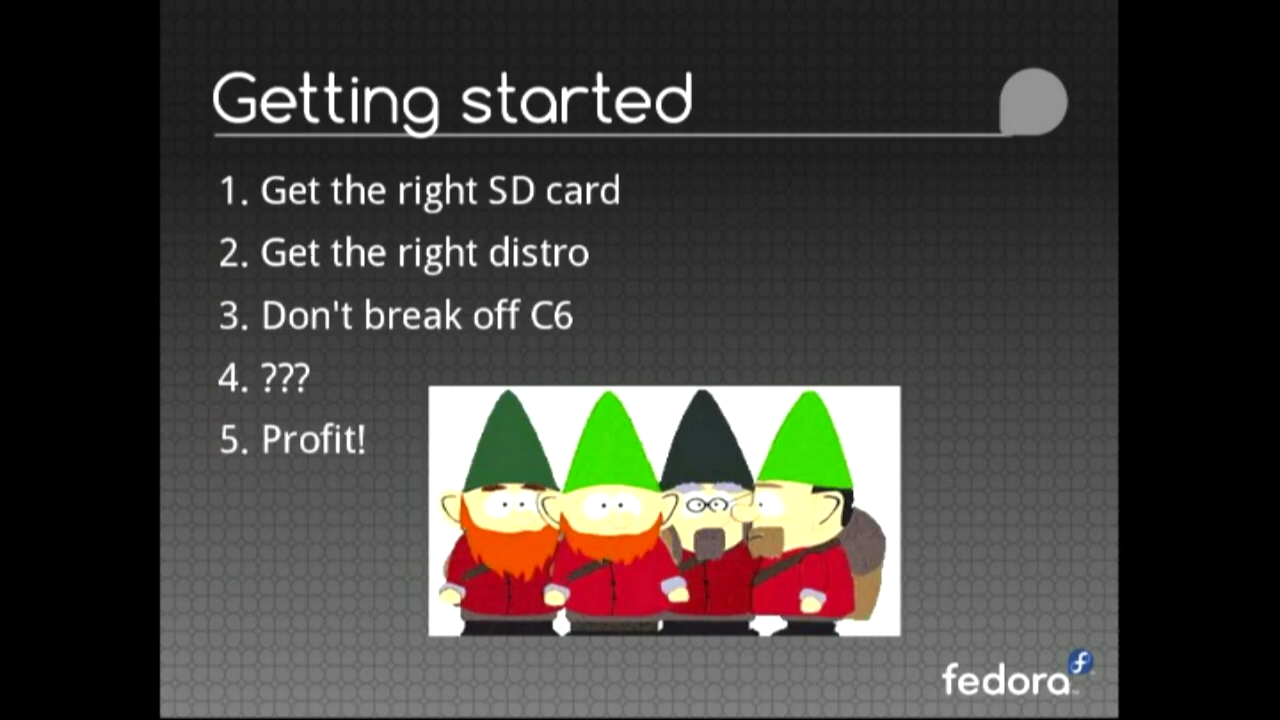 Getting started
1. Get the right SD card
2. Get the right distro
3. Don't break off C6
4. ???
5. Profit!
fedora